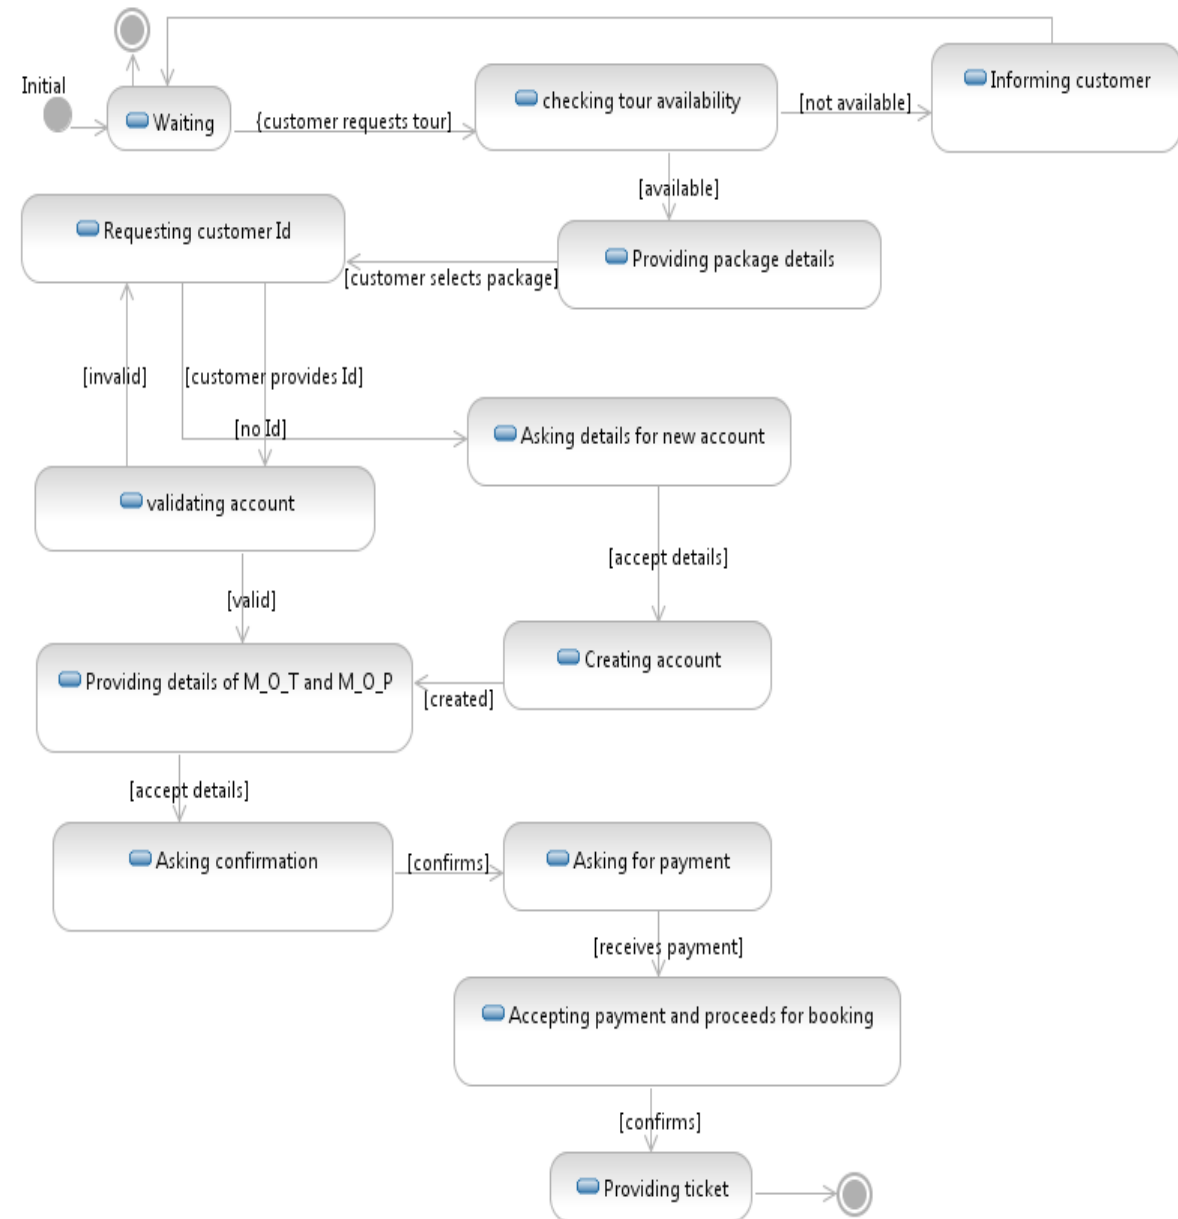 Initial
Waiting
{customer requests tour]
checking tour availability
[not available]
Informing customer
[available]
Requesting customer Id
Providing package details
[customer selects package]
[invalid]
[customer provides Id]
[no Id]
Asking details for new account
validating account
[accept details]
[valid]
Creating account
Providing details of M_O_T and M_O_P
[created]
[accept details]
Asking confirmation
[confirms]
Asking for payment
[receives payment]
Accepting payment and proceeds for booking
[confirms]
Providing ticket